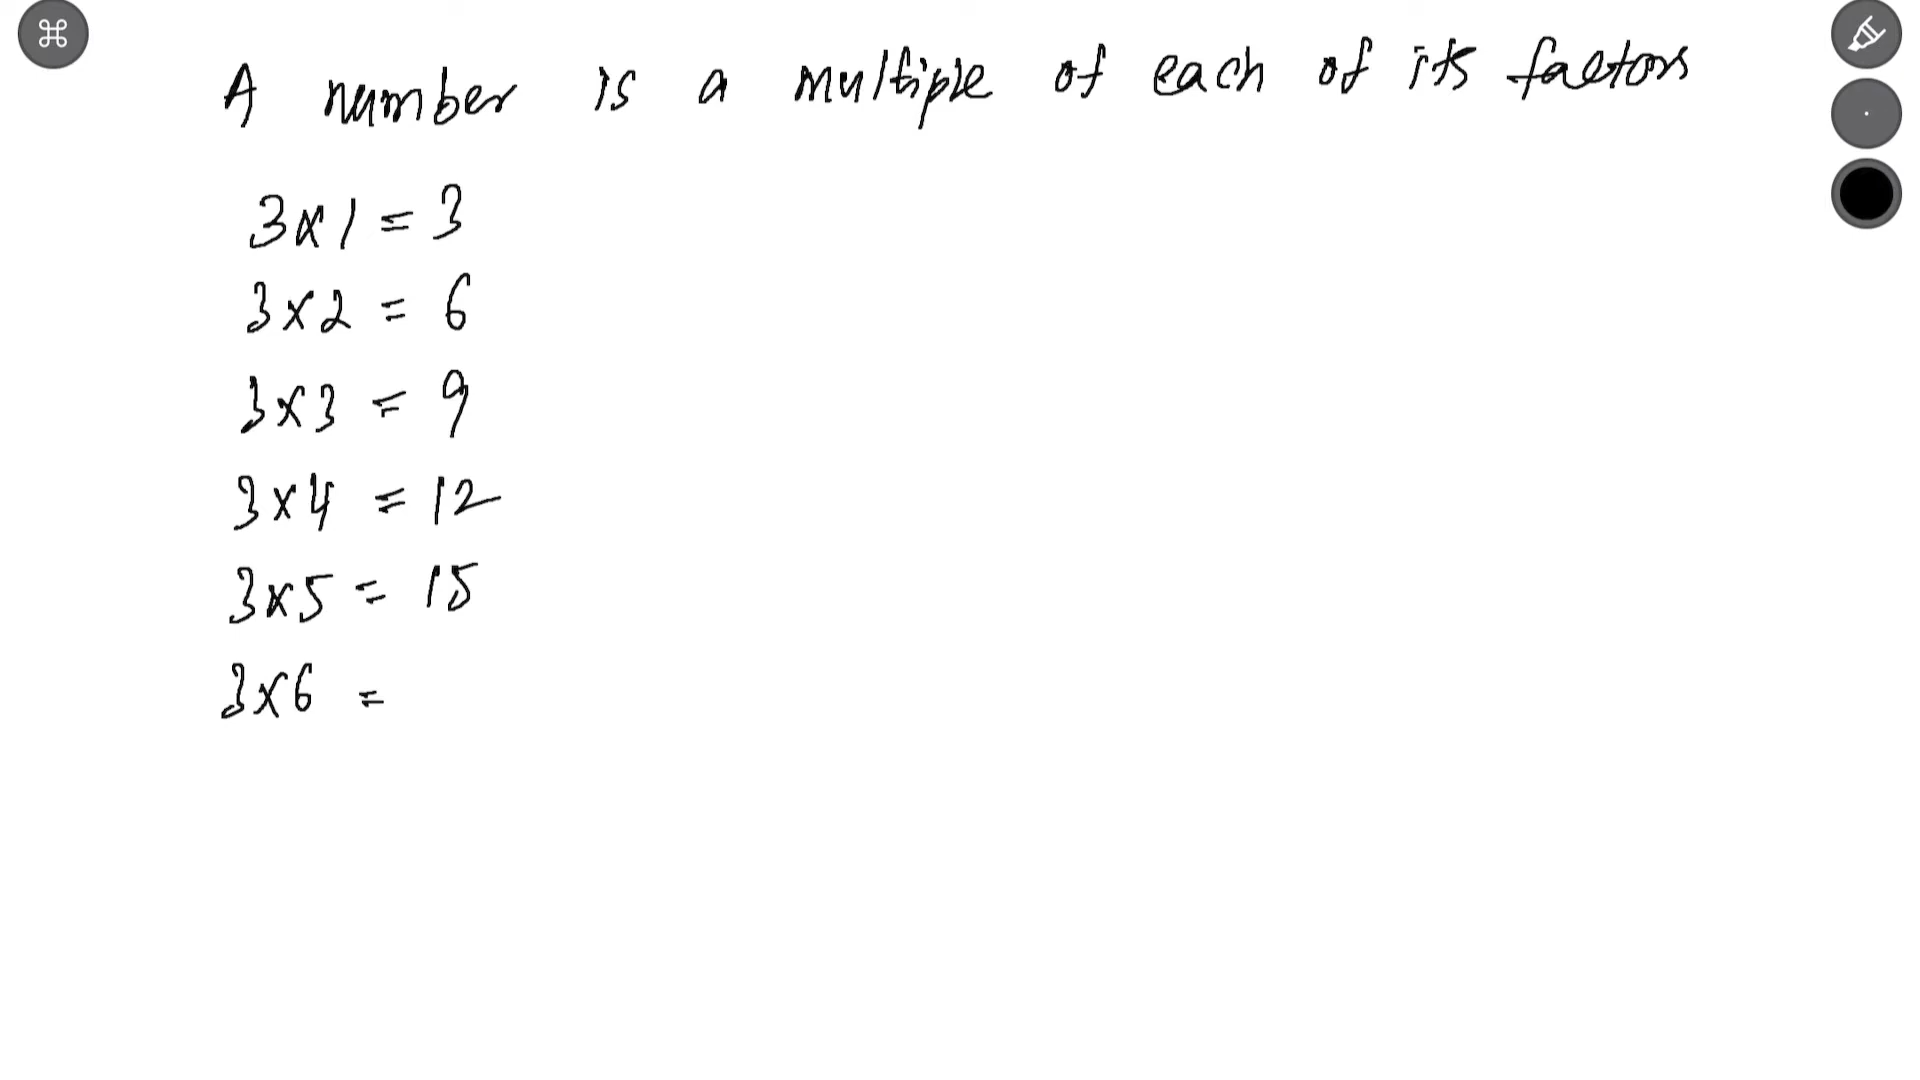 A number is a multiple of each of its factors
3x1 = 3
3x2 = 6
3x3 = 9
3x4 = 12
3x5 = 15
3x6 =